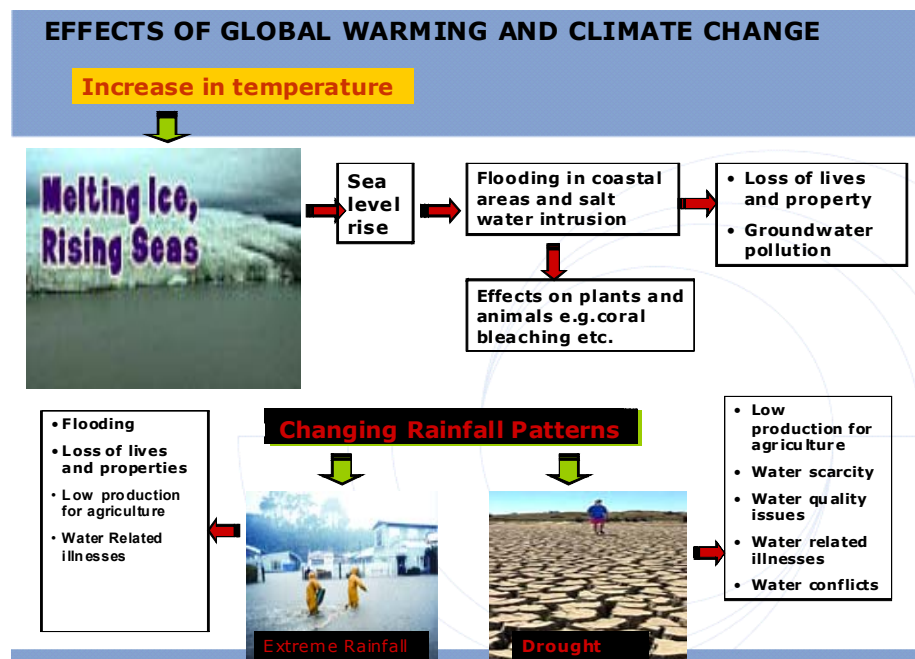 EFFECTS OF GLOBAL WARMING AND CLIMATE CHANGE
Increase in temperature
Melting Ice,
Rising Seas
Sea
level
rise
Flooding in coastal
areas and salt
water intrusion
• Loss of lives
and property
• Groundwater
pollution
Effects on plants and
animals e.g.coral
bleaching etc.
Changing Rainfall Patterns
• Flooding
• Loss of lives
and properties
• Low production
for agriculture
• Water Related
illnesses
Extreme Rainfall
Drought
• Low
production for
agriculture
• Water scarcity
• Water quality
issues
• Water related
illnesses
• Water conflicts